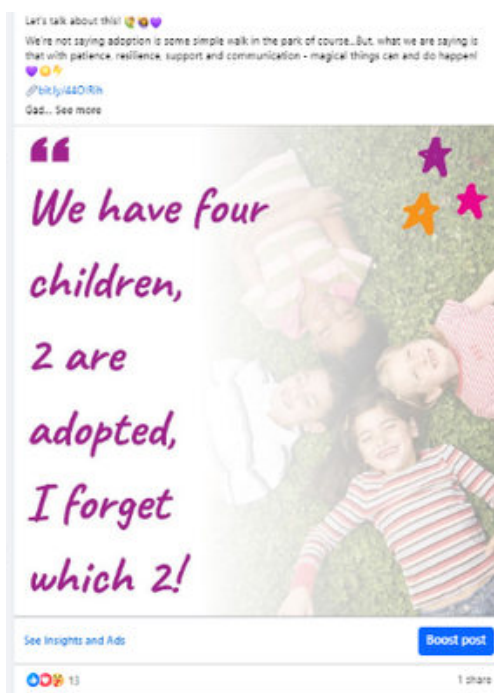 Let's talk about this! 💡👩‍👧💜
We're not saying adoption is some simple walk in the park of course...But, what we are saying is
that with patience, resilience, support and communication - magical things can and do happen!
Gad... See more
❝
We have four
children,
2 are
adopted,
I forget
which 2!
See Insights and Ads
Boost post
13
1 share